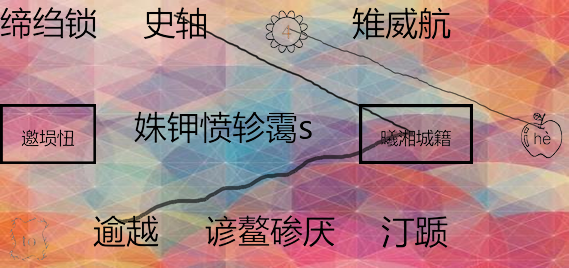 缔绉锁 史轴 4 雉威航
邀埙忸 姝钾愤轸霭s 曦湘城籍 hè
lo 逾越 谚鳌碜厌 汀踬